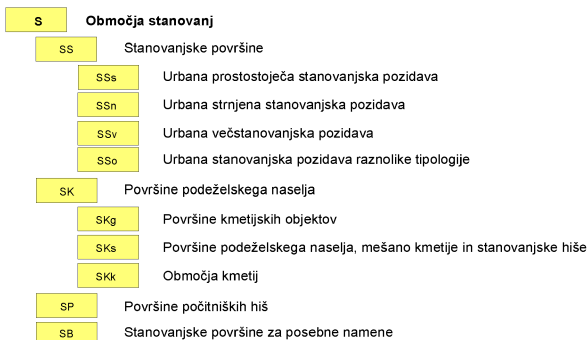 S Območja stanovanj
SS Stanovanjske površine
SSs Urbana prostostoječa stanovanjska pozidava
SSn Urbana strnjena stanovanjska pozidava
SSv Urbana večstanovanjska pozidava
SSo Urbana stanovanjska pozidava raznolike tipologije
SK Površine podeželskega naselja
SKg Površine kmetijskih objektov
SKs Površine podeželskega naselja, mešano kmetije in stanovanjske hiše
SKk Območja kmetij
SP Površine počitniških hiš
SB Stanovanjske površine za posebne namene